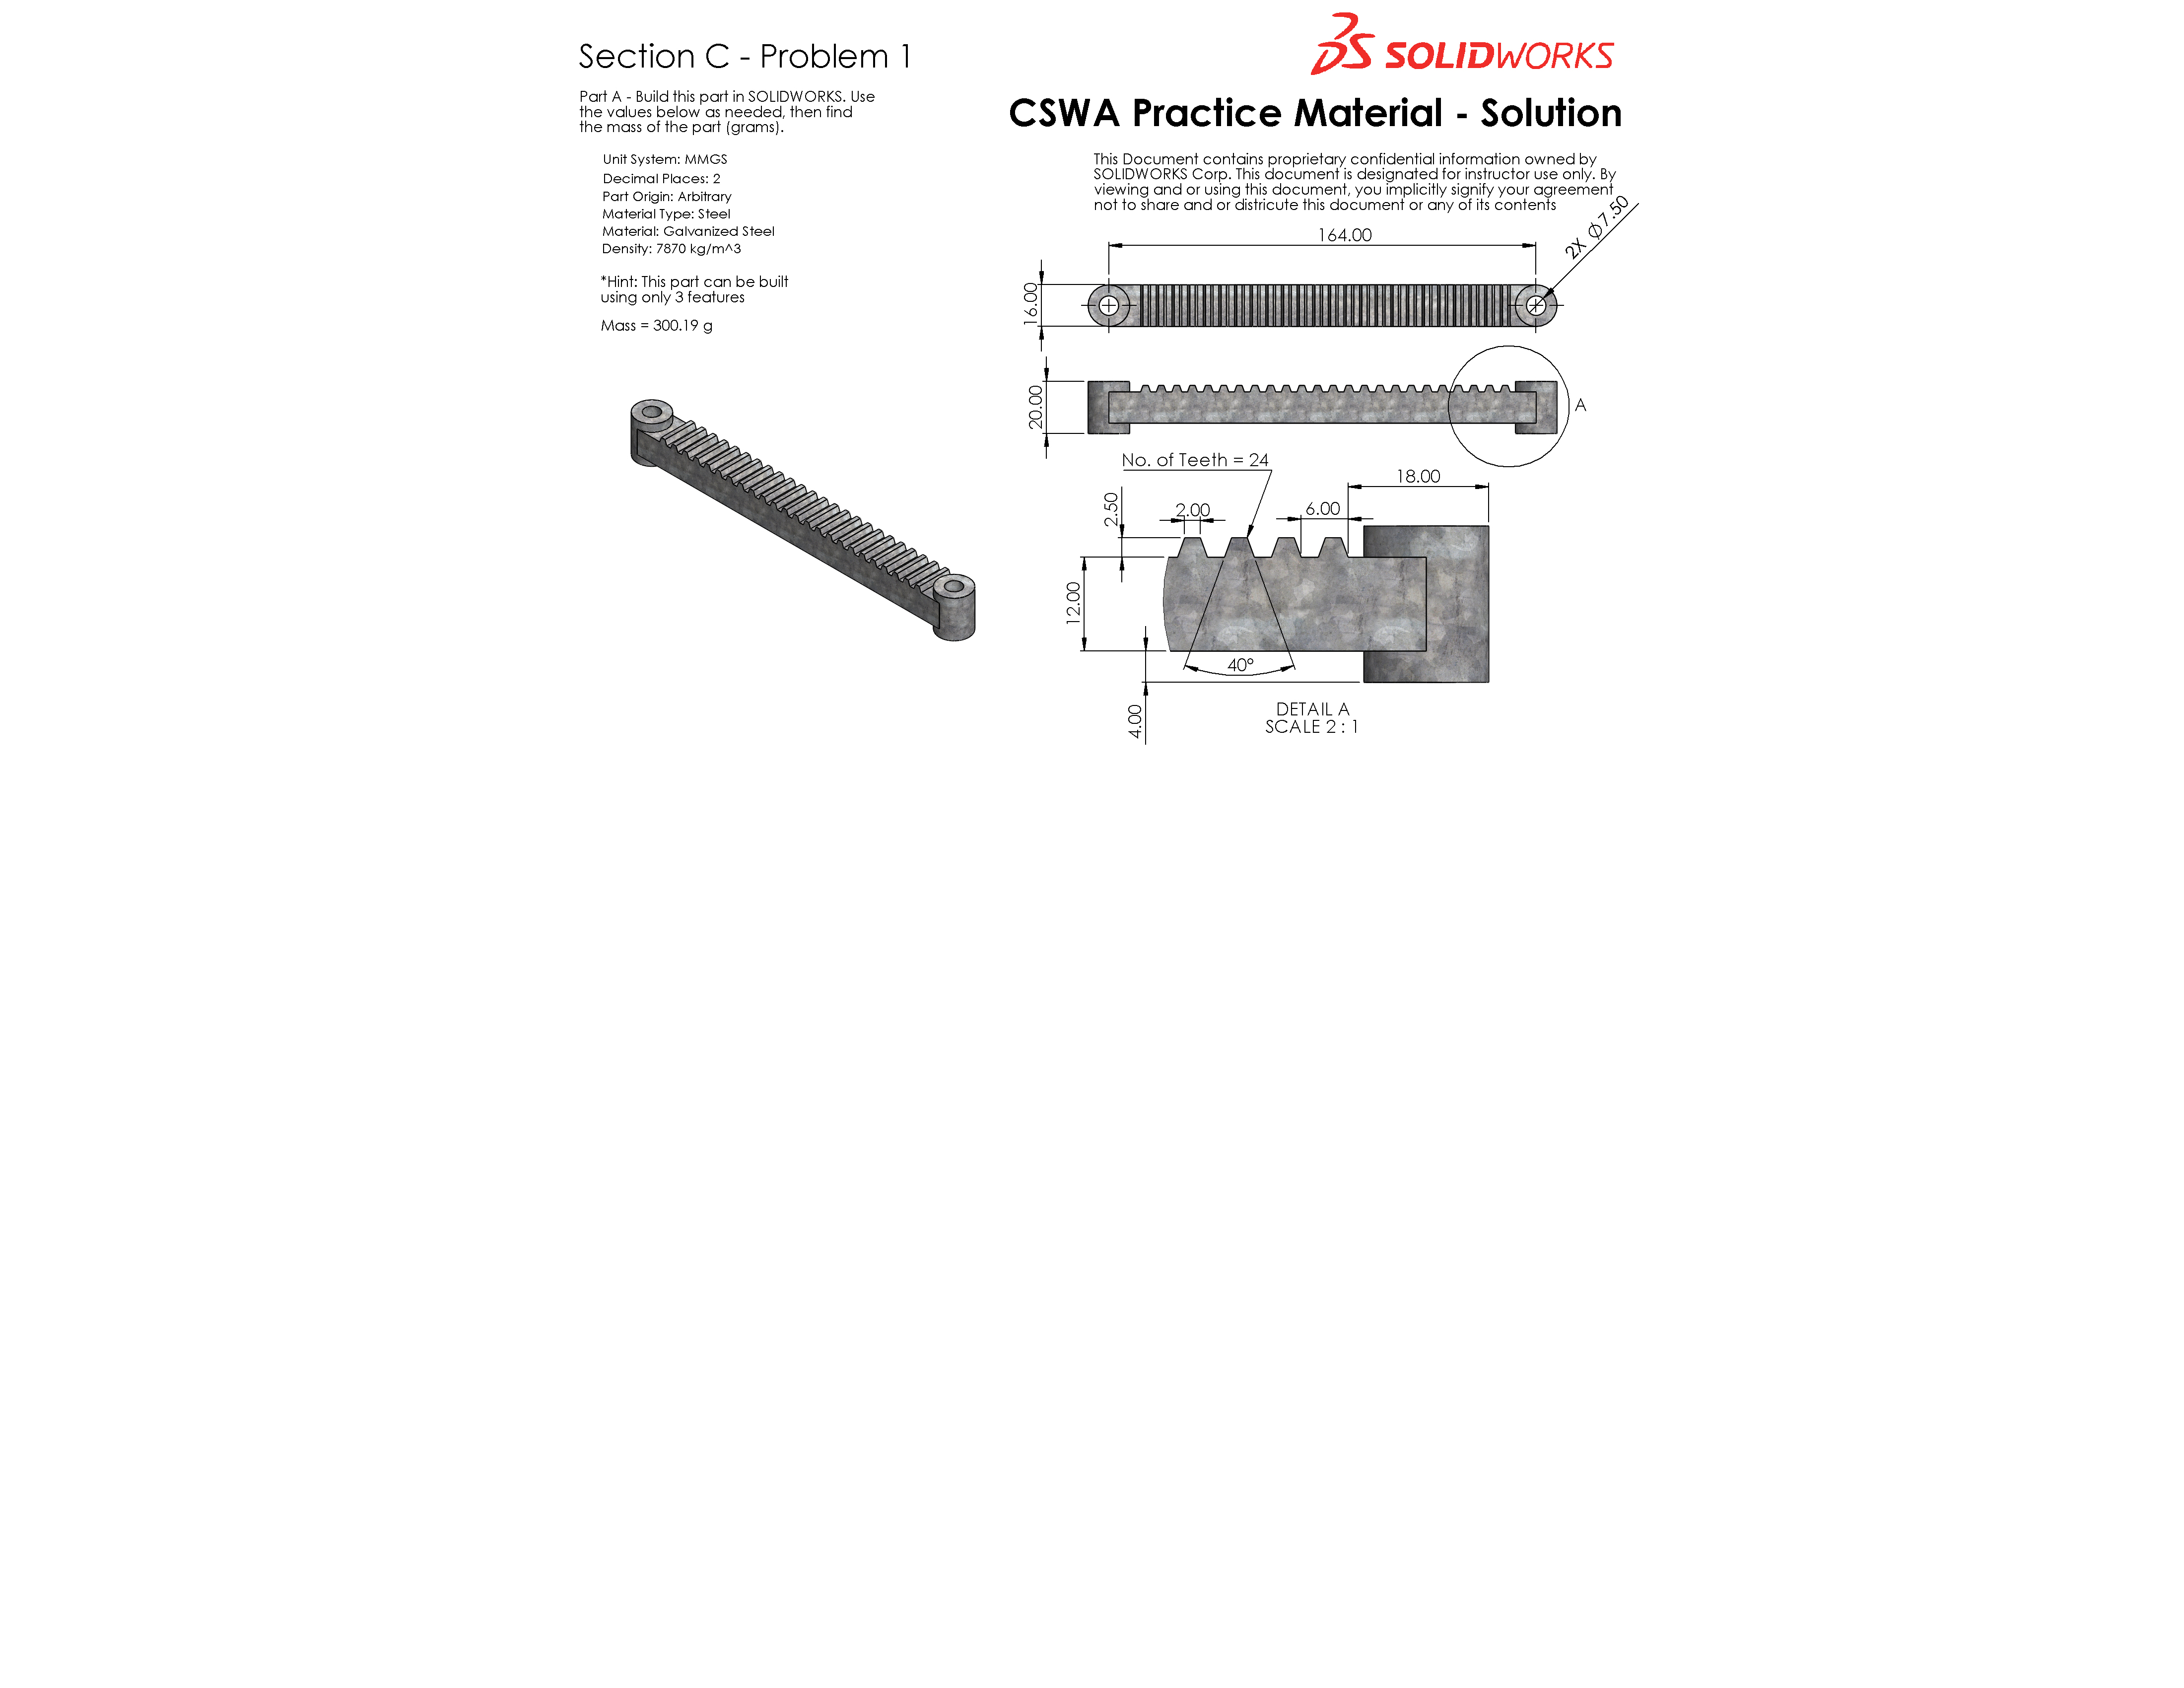 Section C - Problem 1
Part A - Build this part in SOLIDWORKS. Use
the values below as needed, then find
the mass of the part (grams).
Unit System: MMGS
Decimal Places: 2
Part Origin: Arbitrary
Material Type: Steel
Material: Galvanized Steel
Density: 7870 kg/m^3
*Hint: This part can be built
using only 3 features
Mass = 300.19 g
SOLIDWORKS
CSWA Practice Material - Solution
This Document contains proprietary confidential information owned by
SOLIDWORKS Corp. This document is designated for instructor use only. By
viewing and or using this document, you implicitly signify your agreement
not to share and or districute this document or any of its contents
2X Ø7.50
164.00
16.00
20.00
A
No. of Teeth = 24
18.00
2.50
2.00
6.00
12.00
40°
4.00
DETAIL A
SCALE 2 : 1